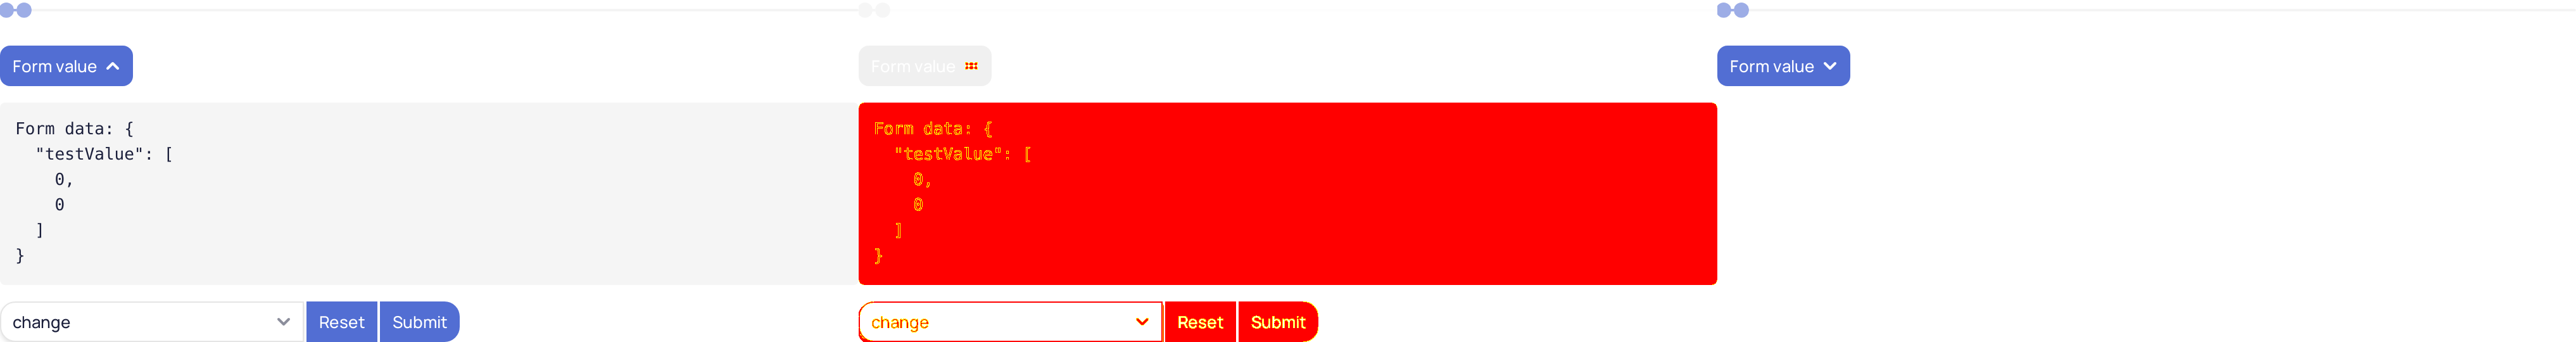 Form value
Form data: {
"testValue": [
0,
0
]
}
change
Reset
Submit
Form value
Form data: {
"testValue": [
0,
0
]
}
change
Reset
Submit
Form value